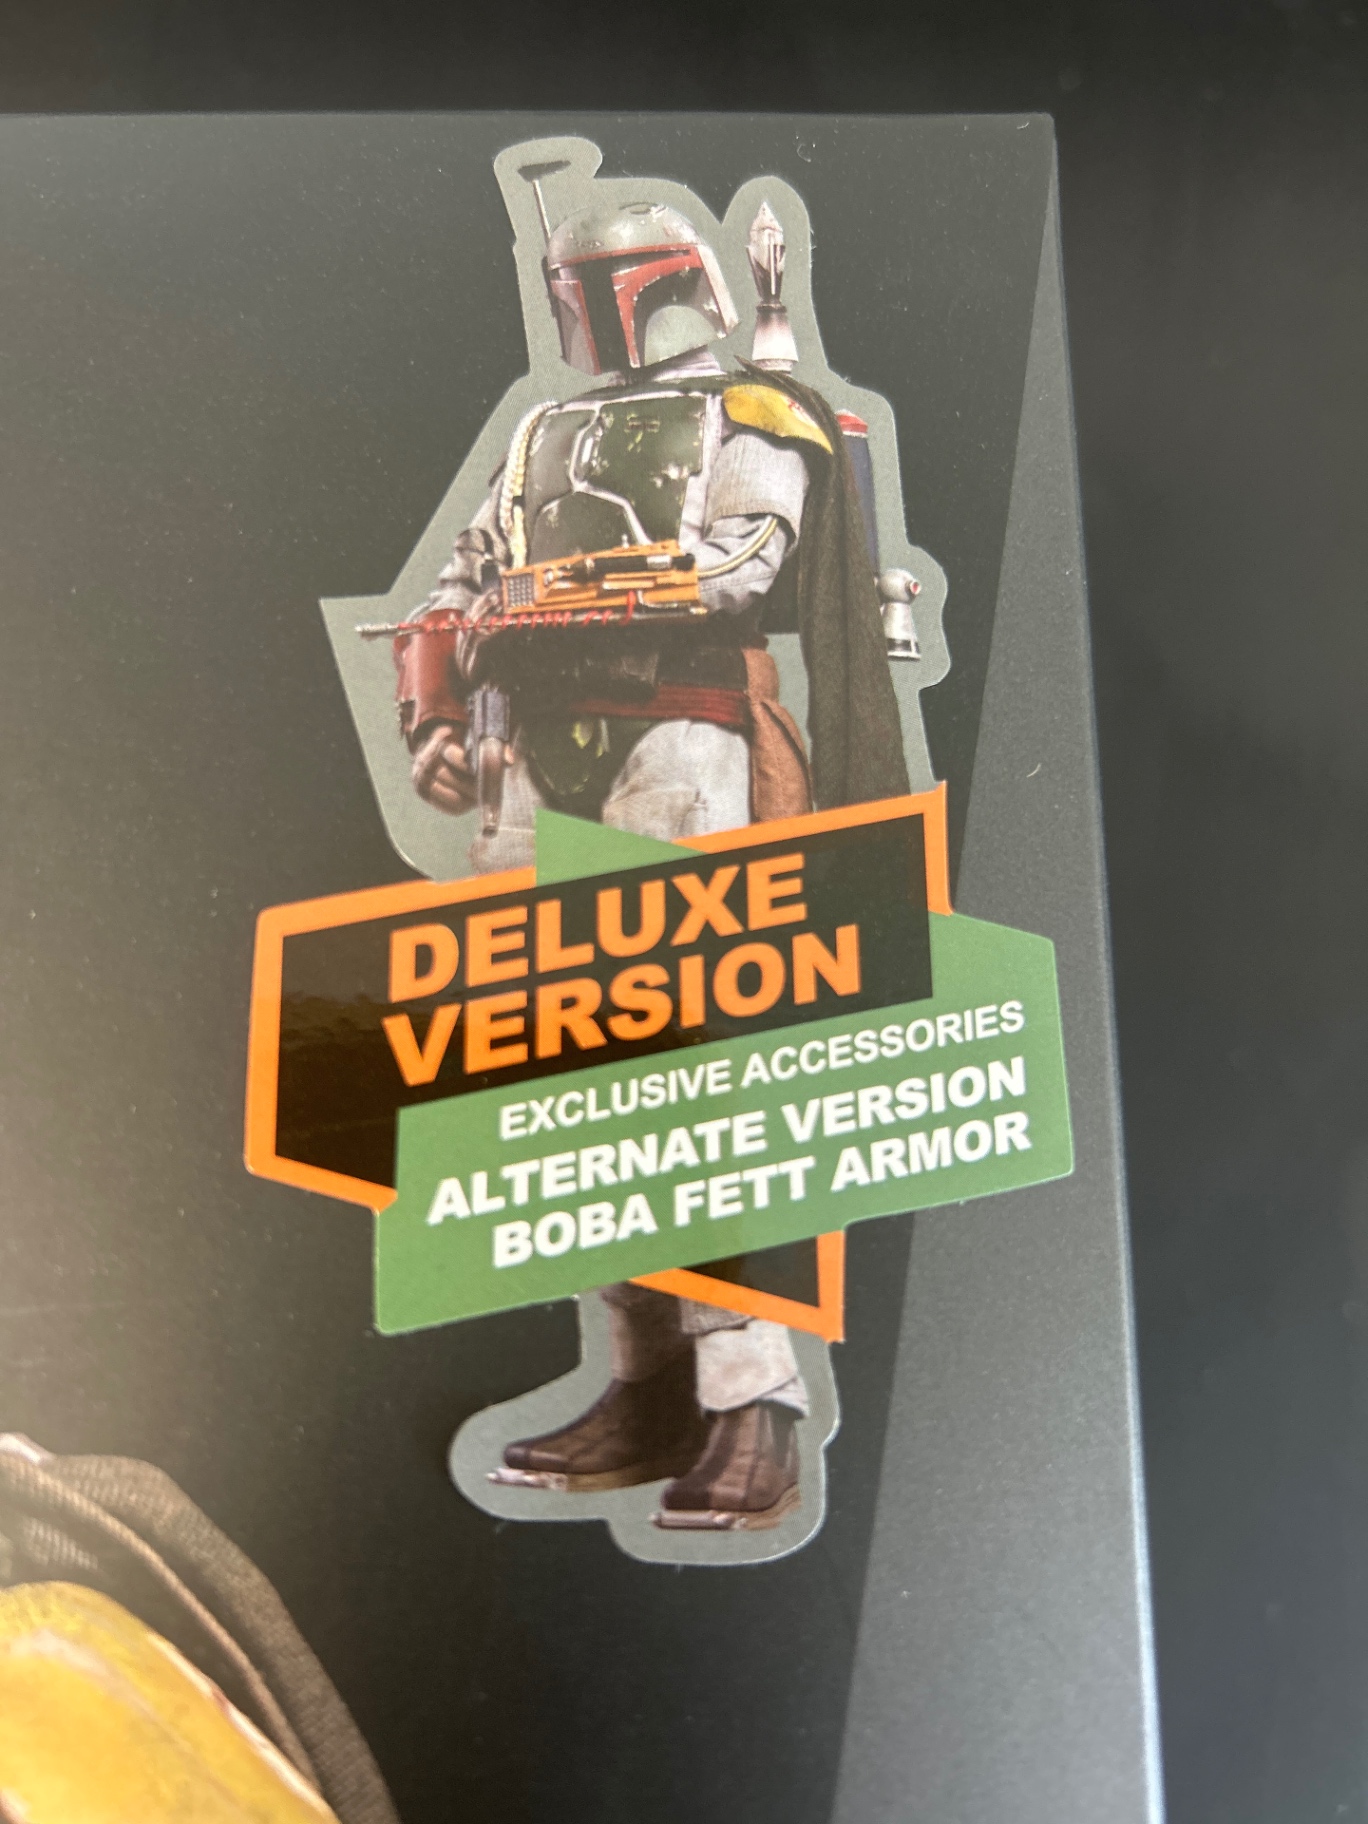 DELUXE
VERSION
EXCLUSIVE ACCESSORIES
ALTERNATE VERSION
BOBA FETT ARMOR